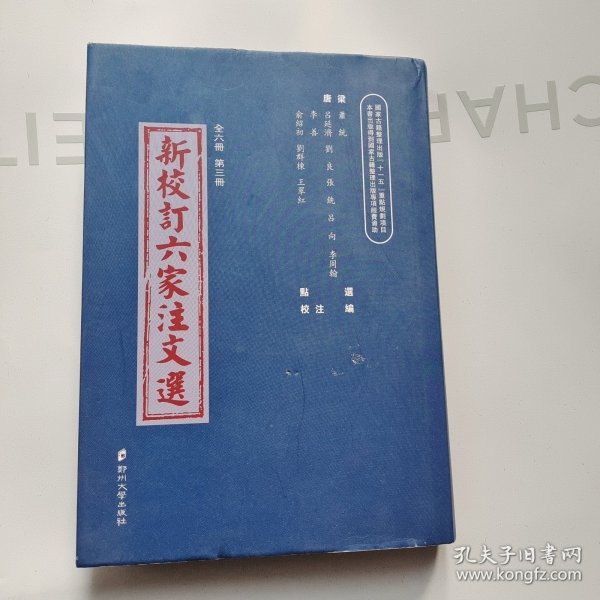 國家古籍整理出版「十一五」重點規劃項目
本書出版得到國家古籍整理出版專項經費資助
梁 蕭統 選編
唐 呂延濟 劉良 張銑 呂向 李周翰
李善 注
俞紹初 劉群棟 王翠紅 點校
全六冊 第三冊
新校訂六家注文選
鄭州大學出版社
CHAR
EIT
孔夫子旧書网
www.kongfz.com